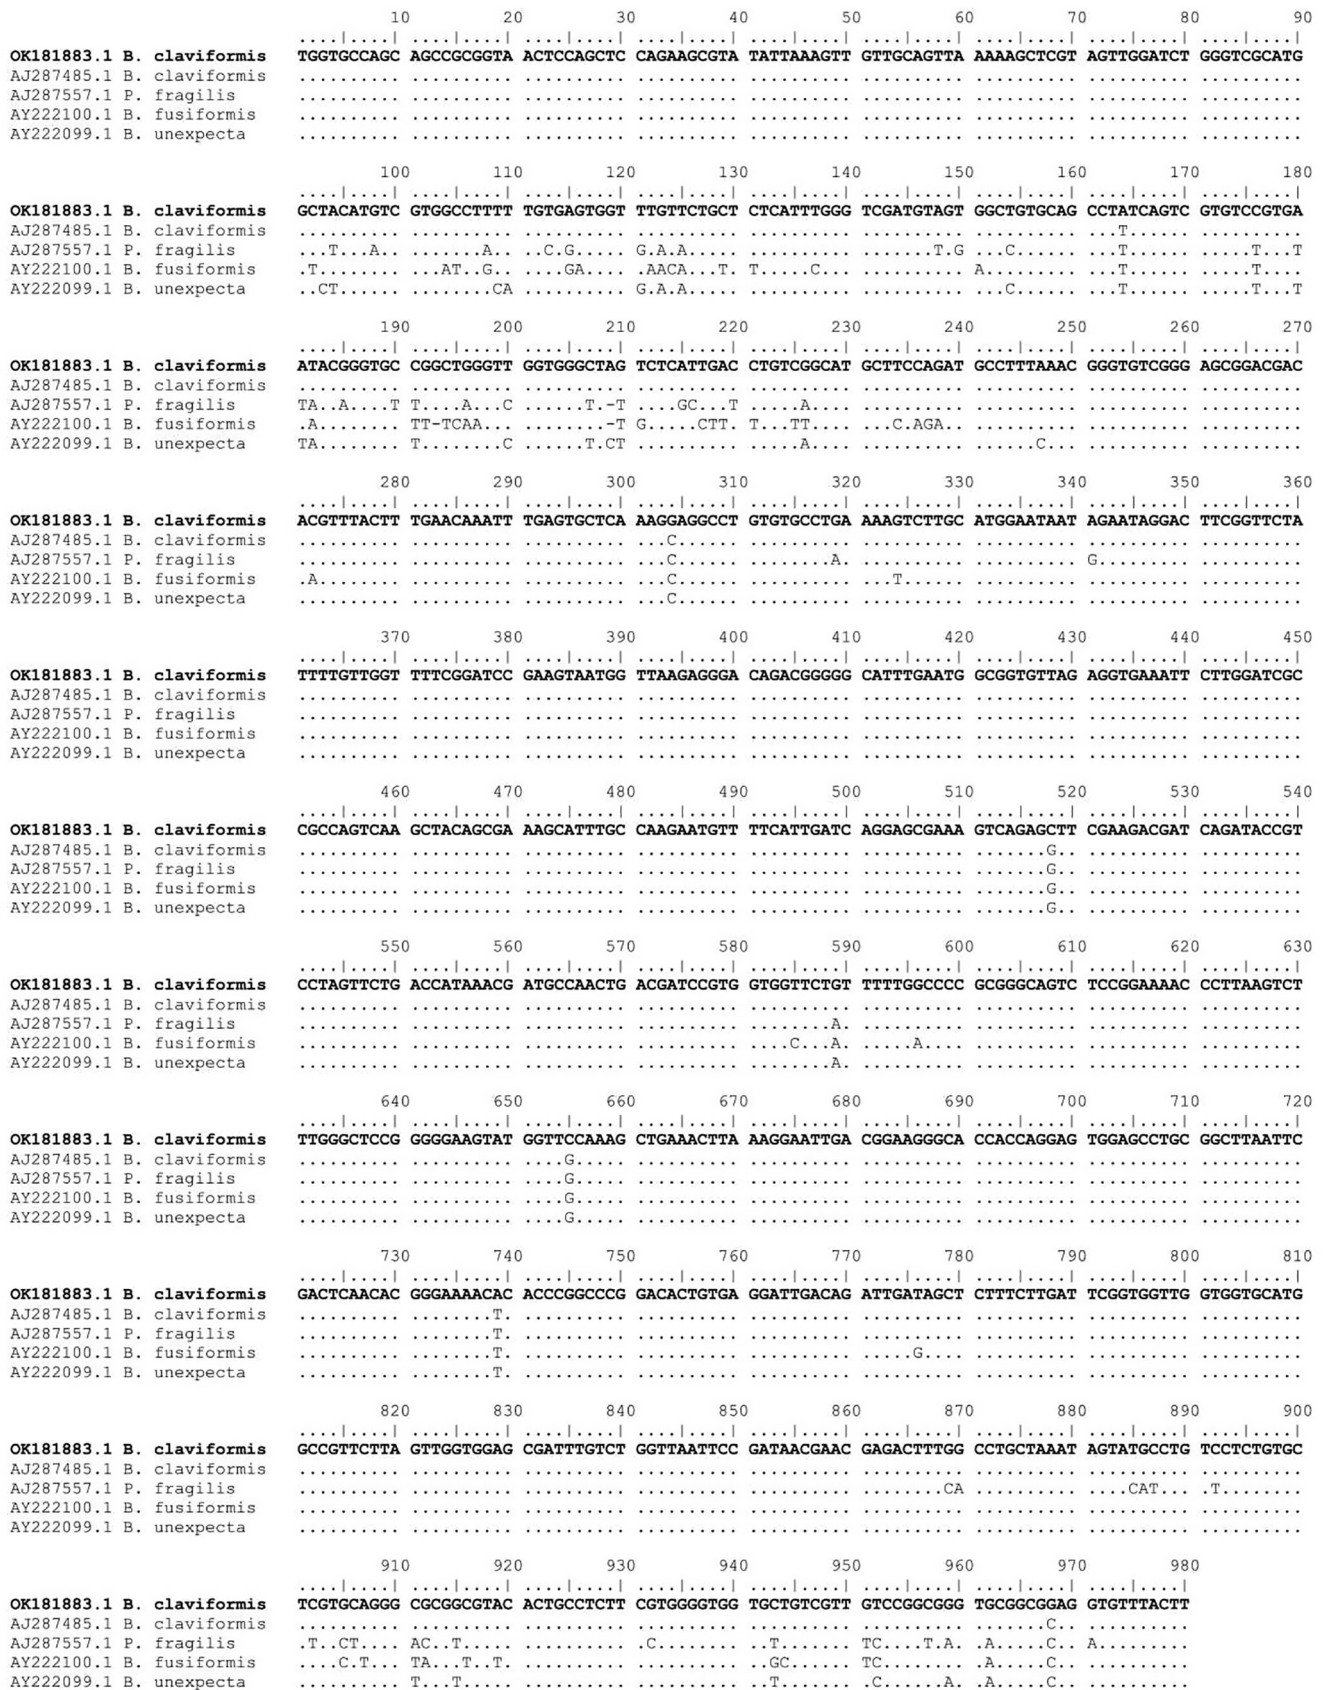 10 20 30 40 50 60 70 80 90
....|....| ....|....| ....|....| ....|....| ....|....| ....|....| ....|....| ....|....| ....|....|
OK181883.1 B. claviformis TGGTGCCAGC AGCCGCGGTA ACTCCAGCTC CAGAAGCGTA TATTAAAGTT GTTGCAGTTA AAAAGCTCGT AGTTGGATCT GGGTCGCATG
AJ287485.1 B. claviformis .......... .......... .......... .......... .......... .......... .......... .......... ..........
AJ287557.1 P. fragilis .......... .......... .......... .......... .......... .......... .......... .......... ..........
AY222100.1 B. fusiformis .......... .......... .......... .......... .......... .......... .......... .......... ..........
AY222099.1 B. unexpecta .......... .......... .......... .......... .......... .......... .......... .......... ..........
100 110 120 130 140 150 160 170 180
....|....| ....|....| ....|....| ....|....| ....|....| ....|....| ....|....| ....|....| ....|....|
OK181883.1 B. claviformis GCTACATGTC GTGGCCTTTT TGTGAGTGGT TTGTTCTGCT CTCATTTGGG TCGATGTAGT GGCTGTGCAG CCTATCAGTC GTGTCCGTGA
AJ287485.1 B. claviformis .......... .......... .......... .......... .......... .......... .......... ...T...... ..........
AJ287557.1 P. fragilis ...T...A.. .......A.. ..C.G..... G.A.A..... .......... .......T.G ...C...... ...T...... .....T...T
AY222100.1 B. fusiformis .T........ ...AT..G.. ....GA.... .AACA...T. T.....C... .......... A......... ...T...... .....T....
AY222099.1 B. unexpecta ..CT...... ........CA .......... G.A.A..... .......... .......... ...C...... ...T...... .....T...T
190 200 210 220 230 240 250 260 270
....|....| ....|....| ....|....| ....|....| ....|....| ....|....| ....|....| ....|....| ....|....|
OK181883.1 B. claviformis ATACGGGTGC CGGCTGGGTT GGTGGGCTAG TCTCATTGAC CTGTCGGCAT GCTTCCAGAT GCCTTTAAAC GGGTGTCGGG AGCGGACGAC
AJ287485.1 B. claviformis .......... .......... .......... .......... .......... .......... .......... .......... ..........
AJ287557.1 P. fragilis TA..A....T T....A...C ......T.-T ....GC...T .....A.... .......... .......... .......... ..........
AY222100.1 B. fusiformis .A........ TT-TCAA... ........-T G.....CTT. T...TT.... ...C.AGA.. .......... .......... ..........
AY222099.1 B. unexpecta TA........ T........C ......T.CT .......... .....A.... .......... ......C... .......... ..........
280 290 300 310 320 330 340 350 360
....|....| ....|....| ....|....| ....|....| ....|....| ....|....| ....|....| ....|....| ....|....|
OK181883.1 B. claviformis ACGTTTACTT TGAACAAATT TGAGTGCTCA AAGGAGGCCT GTGTGCCTGA AAAGTCTTGC ATGGAATAAT AGAATAGGAC TTCGGTTCTA
AJ287485.1 B. claviformis .......... .......... .......... ...C...... .......... .......... .......... .......... ..........
AJ287557.1 P. fragilis .......... .......... .......... ...C...... ........A. .......... .......... G......... ..........
AY222100.1 B. fusiformis .A........ .......... .......... ...C...... .......... ...T...... .......... .......... ..........
AY222099.1 B. unexpecta .......... .......... .......... ...C...... .......... .......... .......... .......... ..........
370 380 390 400 410 420 430 440 450
....|....| ....|....| ....|....| ....|....| ....|....| ....|....| ....|....| ....|....| ....|....|
OK181883.1 B. claviformis TTTTGTTGGT TTTCGGATCC GAAGTAATGG TTAAGAGGGA CAGACGGGGG CATTTGAATG GCGGTGTTAG AGGTGAAATT CTTGGATCGC
AJ287485.1 B. claviformis .......... .......... .......... .......... .......... .......... .......... .......... ..........
AJ287557.1 P. fragilis .......... .......... .......... .......... .......... .......... .......... .......... ..........
AY222100.1 B. fusiformis .......... .......... .......... .......... .......... .......... .......... .......... ..........
AY222099.1 B. unexpecta .......... .......... .......... .......... .......... .......... .......... .......... ..........
460 470 480 490 500 510 520 530 540
....|....| ....|....| ....|....| ....|....| ....|....| ....|....| ....|....| ....|....| ....|....|
OK181883.1 B. claviformis CGCCAGTCAA GCTACAGCGA AAGCATTTGC CAAGAATGTT TTCATTGATC AGGAGCGAAA GTCAGAGCTT CGAAGACGAT CAGATACCGT
AJ287485.1 B. claviformis .......... .......... .......... .......... .......... .......... .......G.. .......... ..........
AJ287557.1 P. fragilis .......... .......... .......... .......... .......... .......... .......G.. .......... ..........
AY222100.1 B. fusiformis .......... .......... .......... .......... .......... .......... .......G.. .......... ..........
AY222099.1 B. unexpecta .......... .......... .......... .......... .......... .......... .......G.. .......... ..........
550 560 570 580 590 600 610 620 630
....|....| ....|....| ....|....| ....|....| ....|....| ....|....| ....|....| ....|....| ....|....|
OK181883.1 B. claviformis CCTAGTTCTG ACCATAAACG ATGCCAACTG ACGATCCGTG GTGGTTCTGT TTTTGGCCCC GCGGGCAGTC TCCGGAAAAC CCTTAAGTCT
AJ287485.1 B. claviformis .......... .......... .......... .......... .......... .......... .......... .......... ..........
AJ287557.1 P. fragilis .......... .......... .......... .......... ........A. .......... .......... .......... ..........
AY222100.1 B. fusiformis .......... .......... .......... .......... ....C...A. .....A.... .......... .......... ..........
AY222099.1 B. unexpecta .......... .......... .......... .......... ........A. .......... .......... .......... ..........
640 650 660 670 680 690 700 710 720
....|....| ....|....| ....|....| ....|....| ....|....| ....|....| ....|....| ....|....| ....|....|
OK181883.1 B. claviformis TTGGGCTCCG GGGGAAGTAT GGTTCCAAAG CTGAAACTTA AAGGAATTGA CGGAAGGGCA CCACCAGGAG TGGAGCCTGC GGCTTAATTC
AJ287485.1 B. claviformis .......... .......... ....G..... .......... .......... .......... .......... .......... ..........
AJ287557.1 P. fragilis .......... .......... ....G..... .......... .......... .......... .......... .......... ..........
AY222100.1 B. fusiformis .......... .......... ....G..... .......... .......... .......... .......... .......... ..........
AY222099.1 B. unexpecta .......... .......... ....G..... .......... .......... .......... .......... .......... ..........
730 740 750 760 770 780 790 800 810
....|....| ....|....| ....|....| ....|....| ....|....| ....|....| ....|....| ....|....| ....|....|
OK181883.1 B. claviformis GACTCAACAC GGGAAAACAC ACCCGGCCCG GACACTGTGA GGATTGACAG ATTGATAGCT CTTTCTTGAT TCGGTGGTTG GTGGTGCATG
AJ287485.1 B. claviformis .......... ........T. .......... .......... .......... .......... .......... .......... ..........
AJ287557.1 P. fragilis .......... ........T. .......... .......... .......... .......... .......... .......... ..........
AY222100.1 B. fusiformis .......... ........T. .......... .......... .......... .....G.... .......... .......... ..........
AY222099.1 B. unexpecta .......... ........T. .......... .......... .......... .......... .......... .......... ..........
820 830 840 850 860 870 880 890 900
....|....| ....|....| ....|....| ....|....| ....|....| ....|....| ....|....| ....|....| ....|....|
OK181883.1 B. claviformis GCCGTTCTTA GTTGGTGGAG CGATTTGTCT GGTTAATTCC GATAACGAAC GAGACTTTGG CCTGCTAAAT AGTATGCCTG TCCTCTGTGC
AJ287485.1 B. claviformis .......... .......... .......... .......... .......... .......... .......... .......... ..........
AJ287557.1 P. fragilis .......... .......... .......... .......... .......... ........CA .......... ....CAT... .T........
AY222100.1 B. fusiformis .......... .......... .......... .......... .......... .......... .......... .......... ..........
AY222099.1 B. unexpecta .......... .......... .......... .......... .......... .......... .......... .......... ..........
910 920 930 940 950 960 970 980
....|....| ....|....| ....|....| ....|....| ....|....| ....|....| ....|....| ....|....|
OK181883.1 B. claviformis TCGTGCAGGG CGCGGCGTAC ACTGCCTCTT CGTGGGGTGG TGCTGTCGTT GTCCGGCGGG TGCGGCGGAG GTGTTTACTT
AJ287485.1 B. claviformis .......... .......... .......... .......... .......... .......... .......C.. ..........
AJ287557.1 P. fragilis .T..CT.... AC..T..... .......... .C........ ..T....... TC....T.A. .A.....C.. A.........
AY222100.1 B. fusiformis ....C.T... TA...T..T. .......... .......... ..GC...... TC........ .A.....C.. ..........
AY222099.1 B. unexpecta .......... T...T..... .......... .......... ..T....... .C......A. .A.....C.. ..........